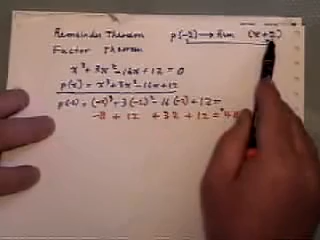 Remainder Theorem p(-2) → Rem (x+2)
Factor Theorem
x³ + 3x² - 16x + 12 = 0
p(x) = x³ + 3x² - 16x + 12
p(-2) = (-2)³ + 3(-2)² - 16(-2) + 12 =
-8 + 12 + 32 + 12 = 48